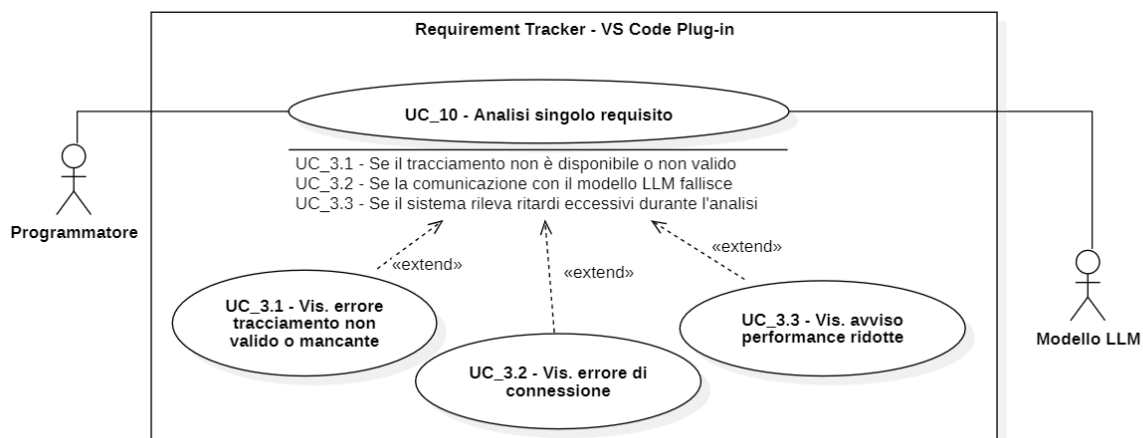 Requirement Tracker - VS Code Plug-in
UC_10 - Analisi singolo requisito
UC_3.1 - Se il tracciamento non è disponibile o non valido
UC_3.2 - Se la comunicazione con il modello LLM fallisce
UC_3.3 - Se il sistema rileva ritardi eccessivi durante l'analisi
Programmatore
«extend»
«extend»
«extend»
UC_3.1 - Vis. errore
tracciamento non
valido o mancante
UC_3.2 - Vis. errore di
connessione
UC_3.3 - Vis. avviso
performance ridotte
Modello LLM